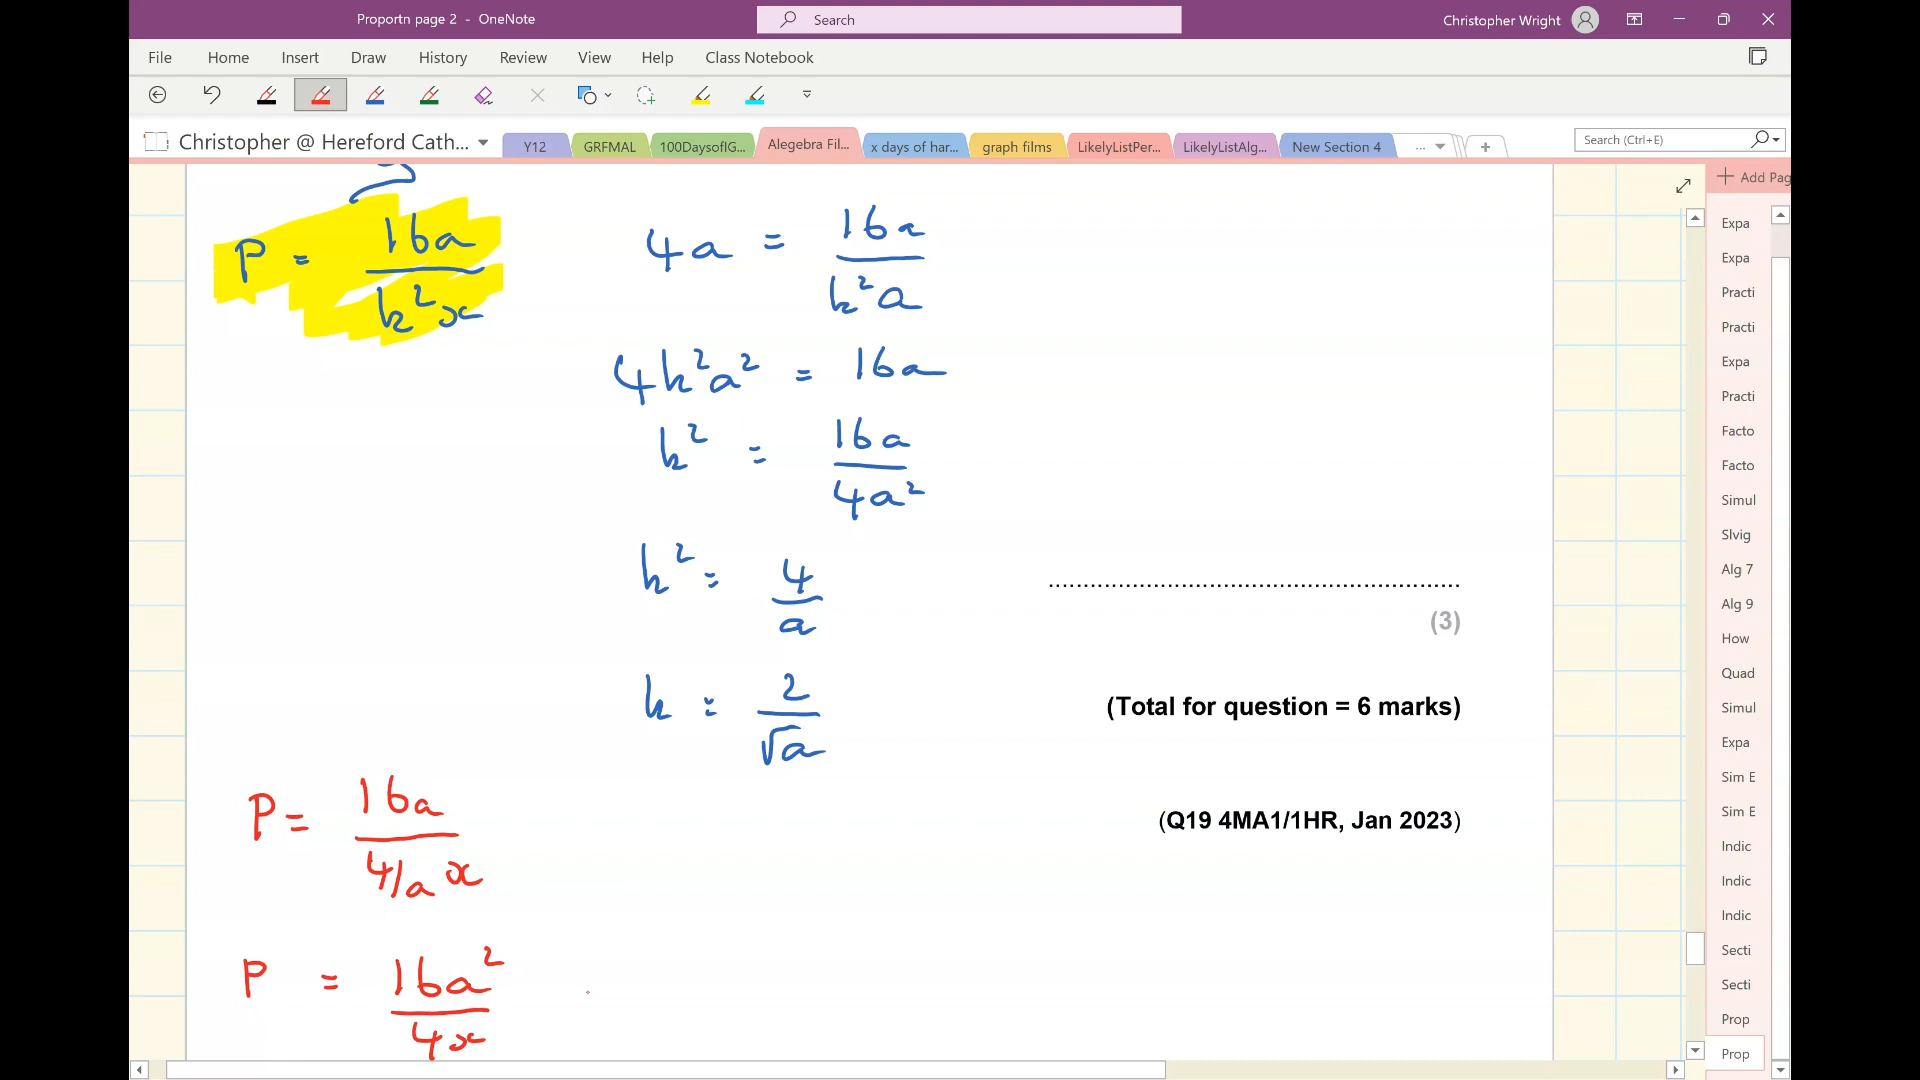 Proportn page 2 - OneNote
Search
Christopher Wright
File Home Insert Draw History Review View Help Class Notebook
Christopher @ Hereford Cath...
Y12
GRFMAL
100DaysofIG...
Alegebra Fil...
x days of har...
graph films
LikelyListPer...
LikelyListAlg...
New Section 4
...
Search (Ctrl+E)
Add Pag
P = 16a / k²x
4a = 16a / k²a
4k²a² = 16a
k² = 16a / 4a²
k² = 4 / a
k = 2 / √a
P = 16a / 4/a x
P = 16a² / 4x
(3)
(Total for question = 6 marks)
(Q19 4MA1/1HR, Jan 2023)
Expa
Expa
Practi
Practi
Expa
Practi
Facto
Facto
Simul
Slvig
Alg 7
Alg 9
How
Quad
Simul
Expa
Sim E
Sim E
Indic
Indic
Indic
Secti
Secti
Prop
Prop